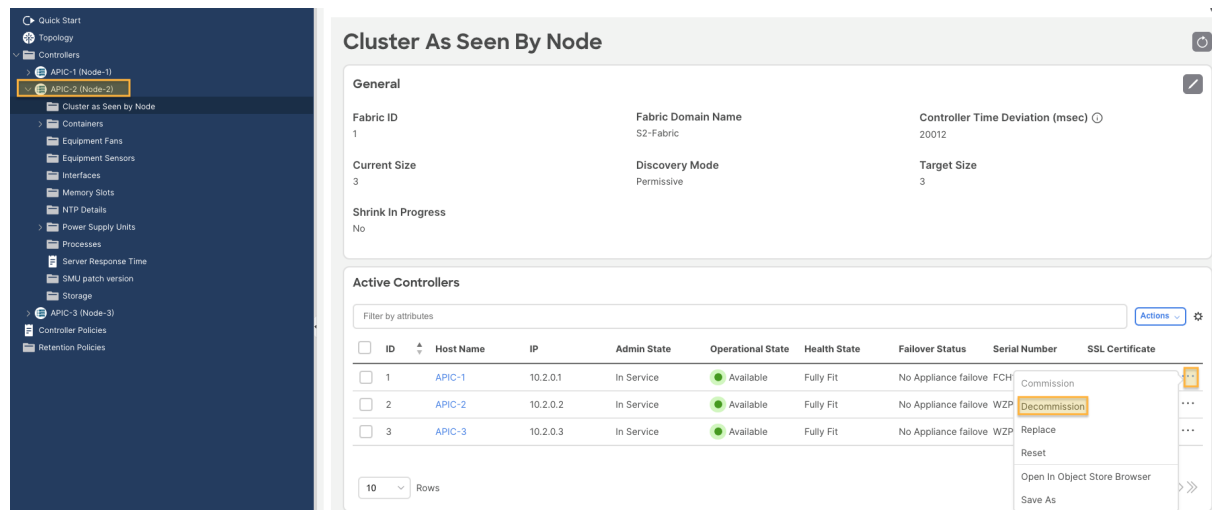 Quick Start
Topology
Controllers
APIC-1 (Node-1)
APIC-2 (Node-2)
Cluster as Seen by Node
Containers
Equipment Fans
Equipment Sensors
Interfaces
Memory Slots
NTP Details
Power Supply Units
Processes
Server Response Time
SMU patch version
Storage
APIC-3 (Node-3)
Controller Policies
Retention Policies
Cluster As Seen By Node
General
Fabric ID Fabric Domain Name Controller Time Deviation (msec)
1 S2-Fabric 20012
Current Size Discovery Mode Target Size
3 Permissive 3
Shrink In Progress
No
Active Controllers
Filter by attributes Actions
ID Host Name IP Admin State Operational State Health State Failover Status Serial Number SSL Certificate
1 APIC-1 10.2.0.1 In Service Available Fully Fit No Appliance failove FCH
2 APIC-2 10.2.0.2 In Service Available Fully Fit No Appliance failove WZP
3 APIC-3 10.2.0.3 In Service Available Fully Fit No Appliance failove WZP
Commission
Decommission
Replace
Reset
Open In Object Store Browser
Save As
10 Rows